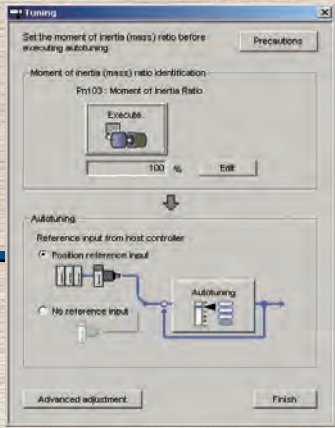 Tuning
Set the moment of inertia (mass) ratio before
executing autotuning.
Precautions
Moment of inertia (mass) ratio identification
Pn103 : Moment of Inertia Ratio
Execute
100 %
Edit
Autotuning
Reference input from host controller
Position reference input
Autotuning
No reference input
Advanced adjustment
Finish